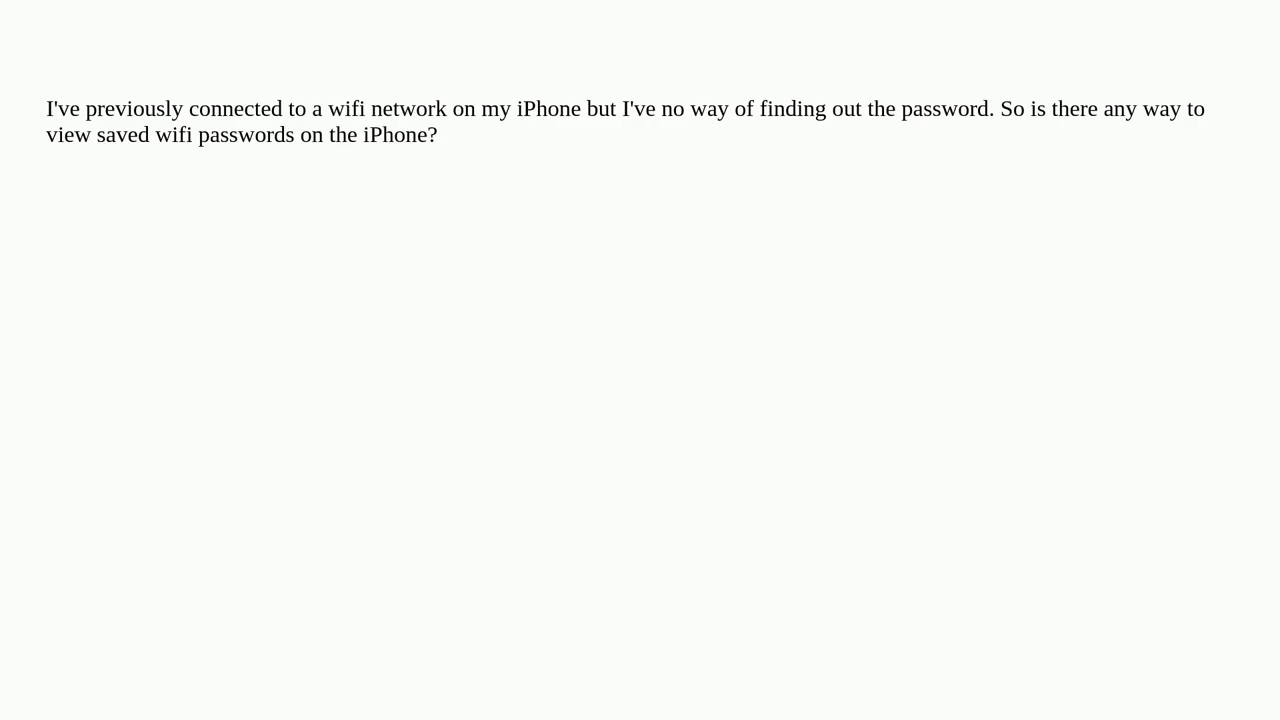 I've previously connected to a wifi network on my iPhone but I've no way of finding out the password. So is there any way to
view saved wifi passwords on the iPhone?